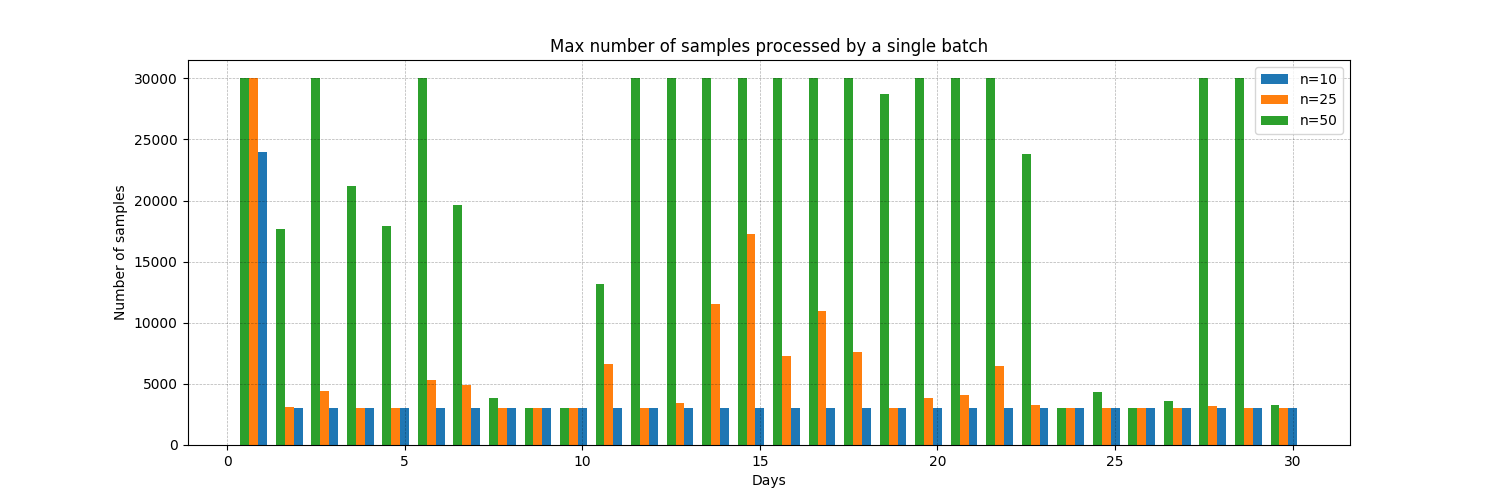 Max number of samples processed by a single batch
n=10
n=25
n=50
Number of samples
30000
25000
20000
15000
10000
5000
0
0 5 10 15 20 25 30
Days